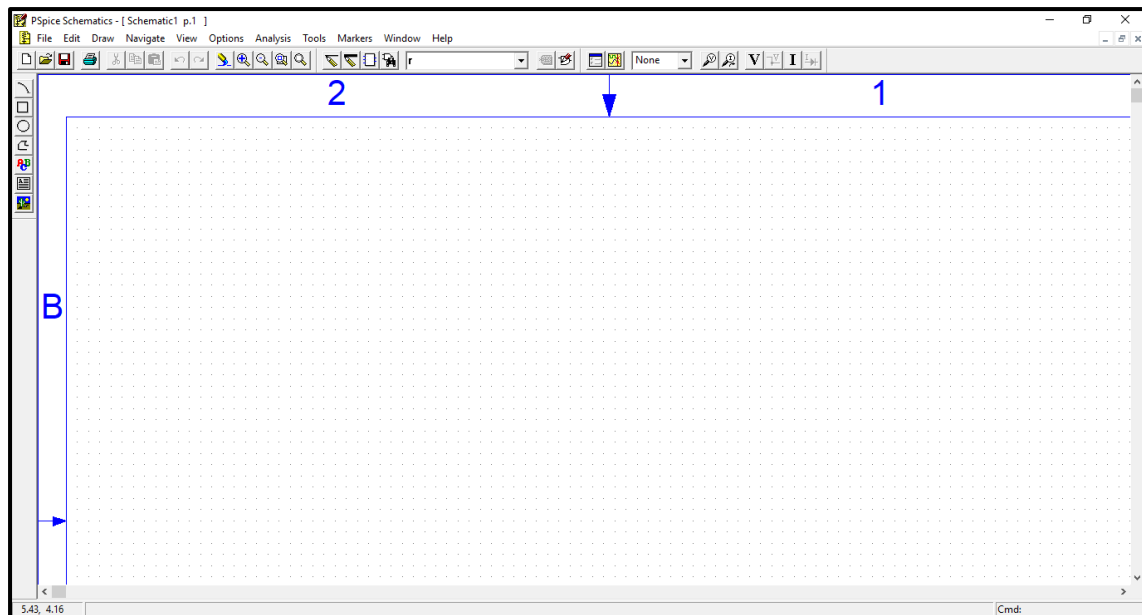 PSpice Schematics - [ Schematic1 p.1 ]
File Edit Draw Navigate View Options Analysis Tools Markers Window Help
r None V I
2 1
B
5.43, 4.16 Cmd: